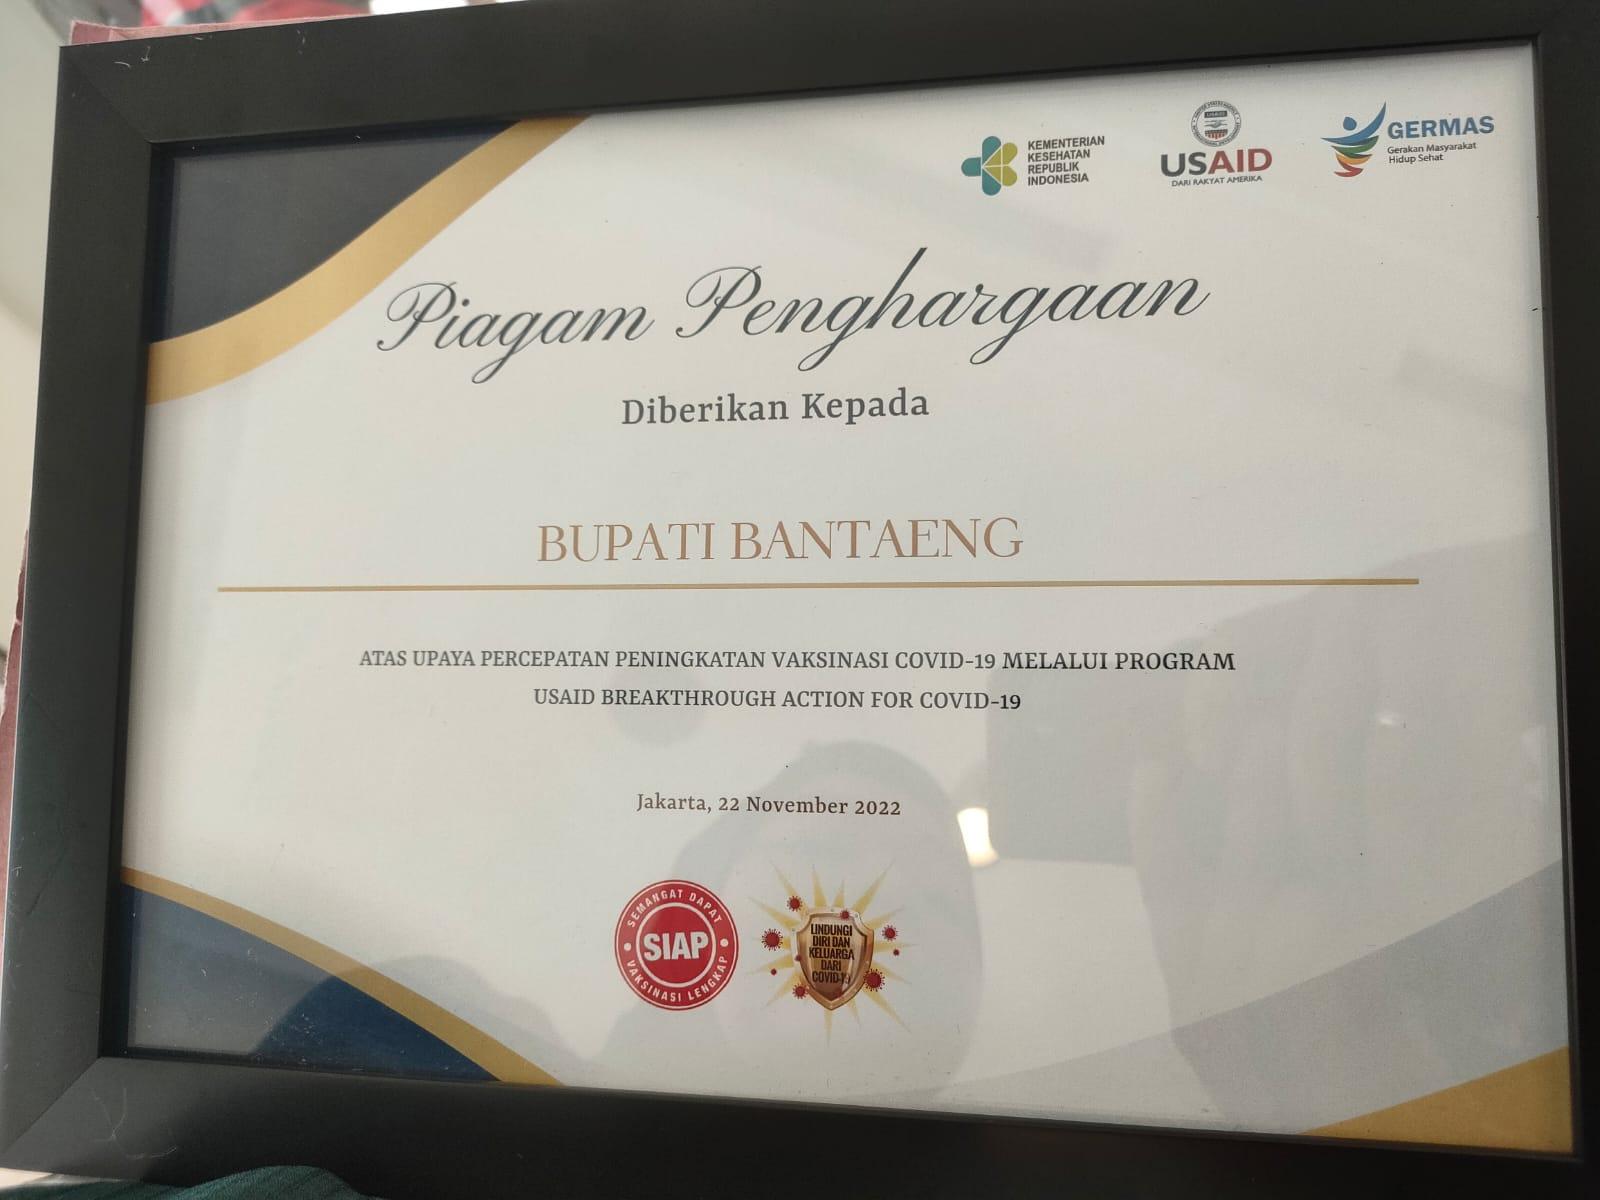 KEMENTERIAN
KESEHATAN
REPUBLIK
INDONESIA
USAID
DARI RAKYAT AMERIKA
GERMAS
Gerakan Masyarakat
Hidup Sehat
Piagam Penghargaan
Diberikan Kepada
BUPATI BANTAENG
ATAS UPAYA PERCEPATAN PENINGKATAN VAKSINASI COVID-19 MELALUI PROGRAM
USAID BREAKTHROUGH ACTION FOR COVID-19
Jakarta, 22 November 2022
SEMANGAT DAPAT
SIAP
VAKSINASI LENGKAP
LINDUNGI
DIRI DAN
KELUARGA
DARI
COVID-19